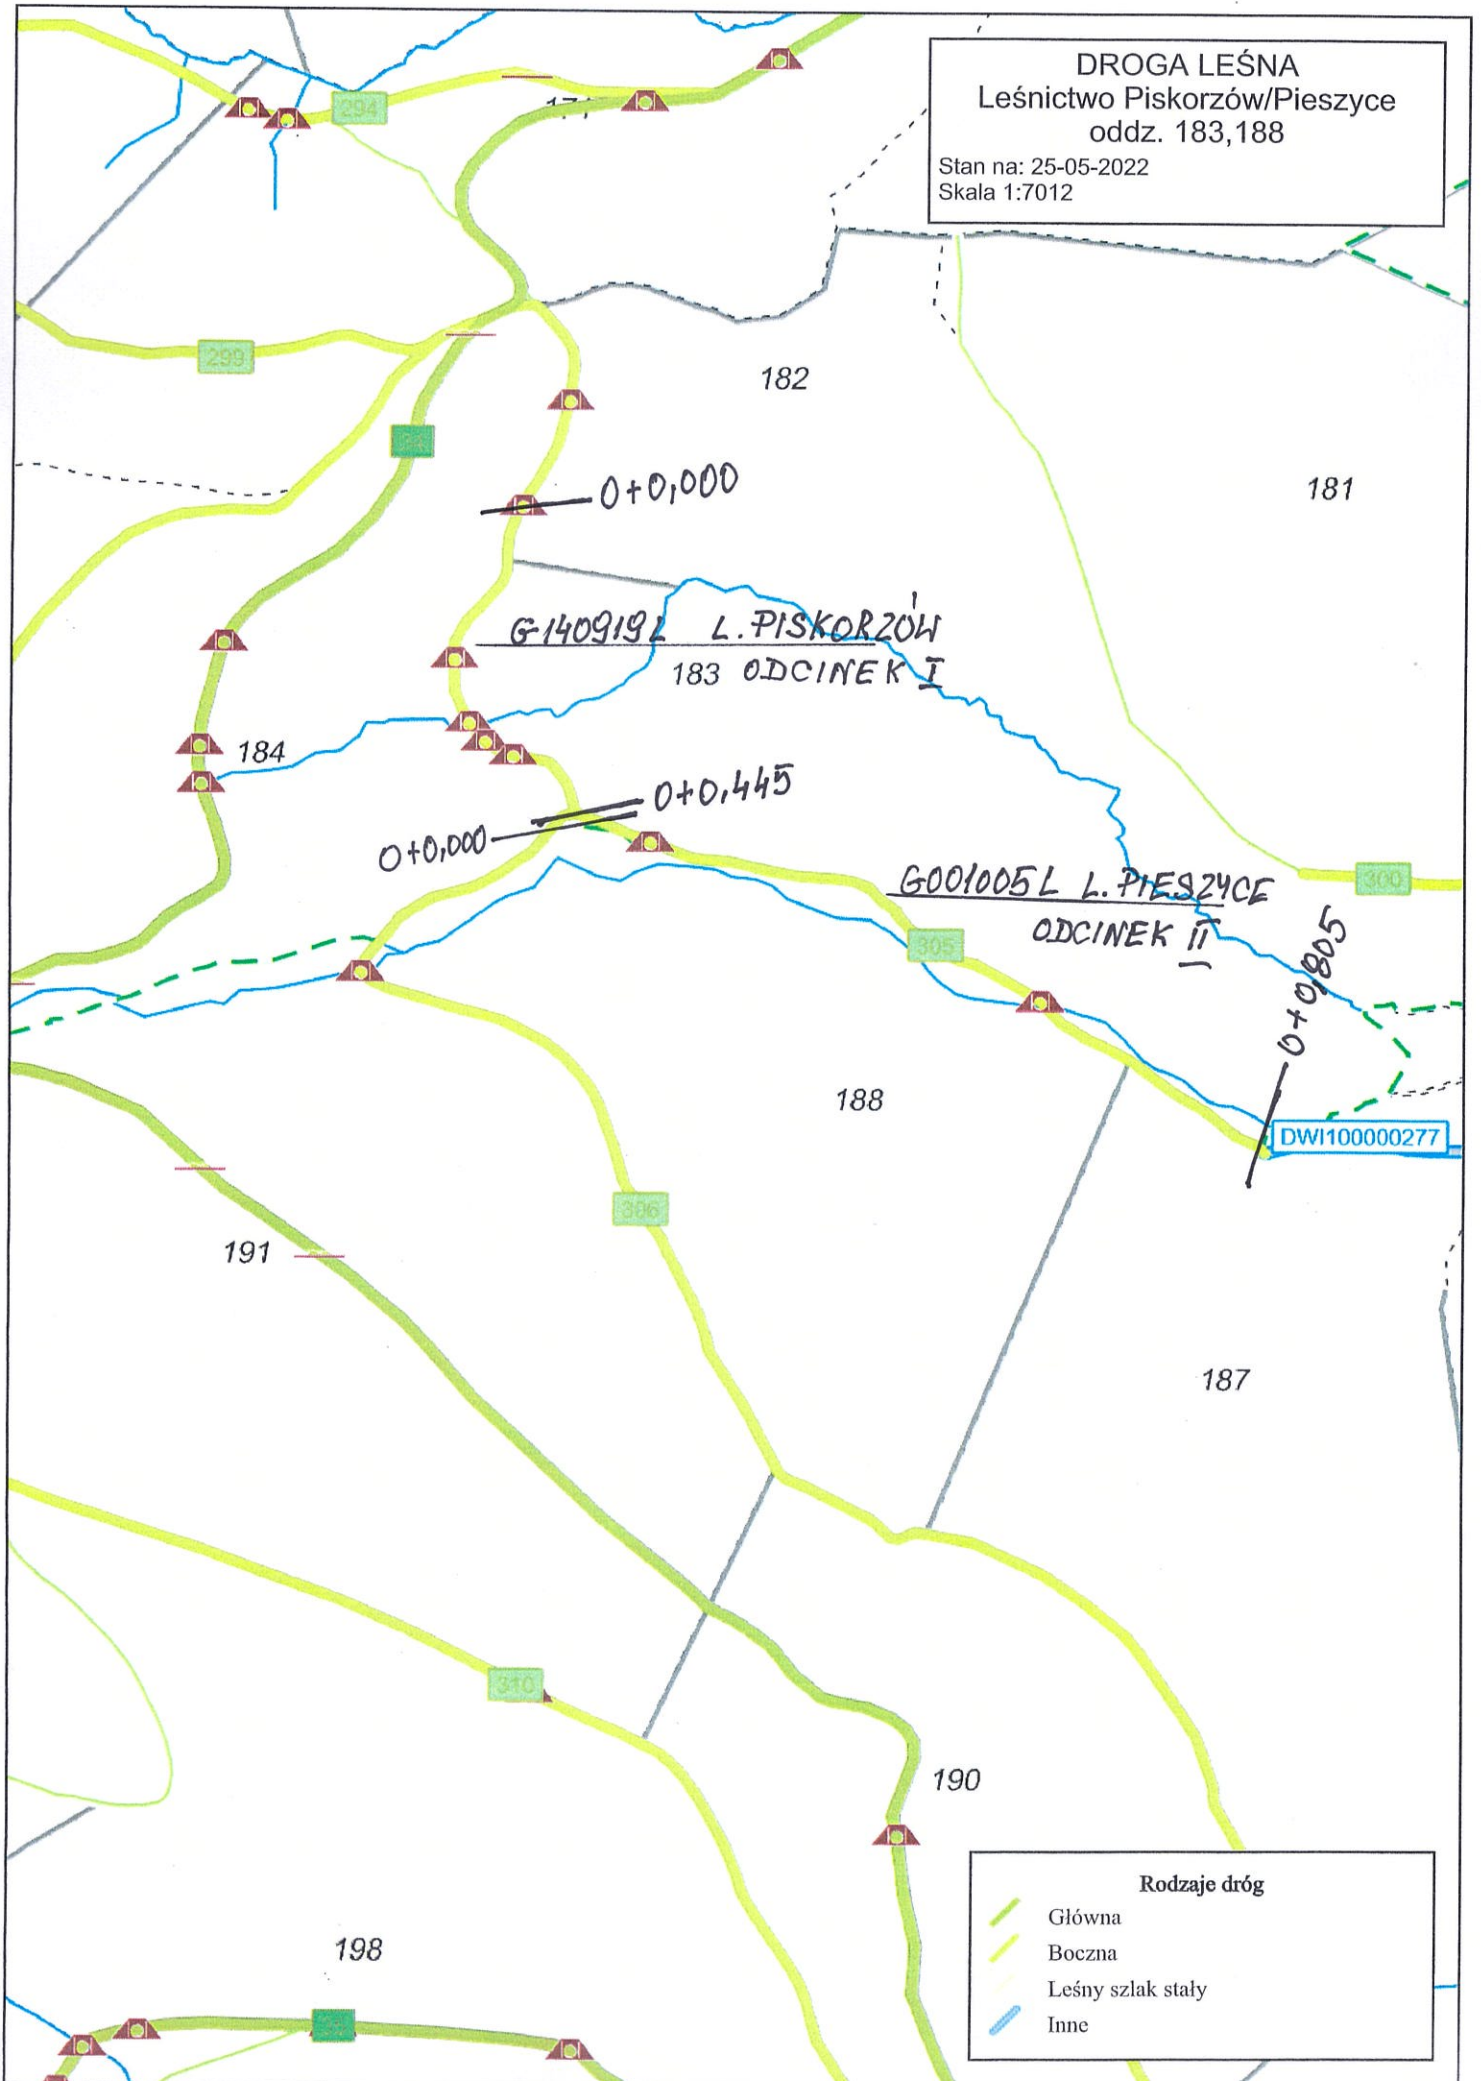 DROGA LEŚNA
Leśnictwo Piskorzów/Pieszyce
oddz. 183,188
Stan na: 25-05-2022
Skala 1:7012
294
299
182
181
0+0,000
G140919L L. PISKORZÓW
183 ODCINEK I
184
0+0,445
0+0,000
300
G001005L L. PIESZYCE
305
ODCINEK II
0+0,805
188
DWI100000277
306
191
187
310
190
198
Rodzaje dróg
Główna
Boczna
Leśny szlak stały
Inne